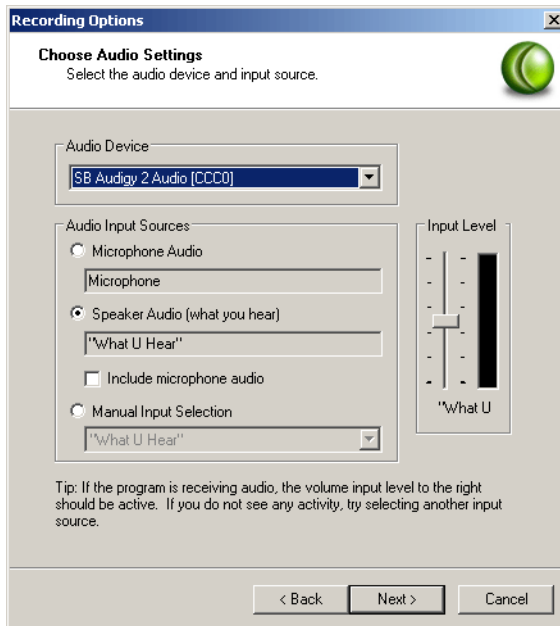 Recording Options
Choose Audio Settings
Select the audio device and input source.
Audio Device
SB Audigy 2 Audio [CCC0]
Audio Input Sources
Input Level
Microphone Audio
Microphone
Speaker Audio (what you hear)
"What U Hear"
Include microphone audio
Manual Input Selection
"What U Hear"
"What U
Tip: If the program is receiving audio, the volume input level to the right
should be active. If you do not see any activity, try selecting another input
source.
< Back
Next >
Cancel